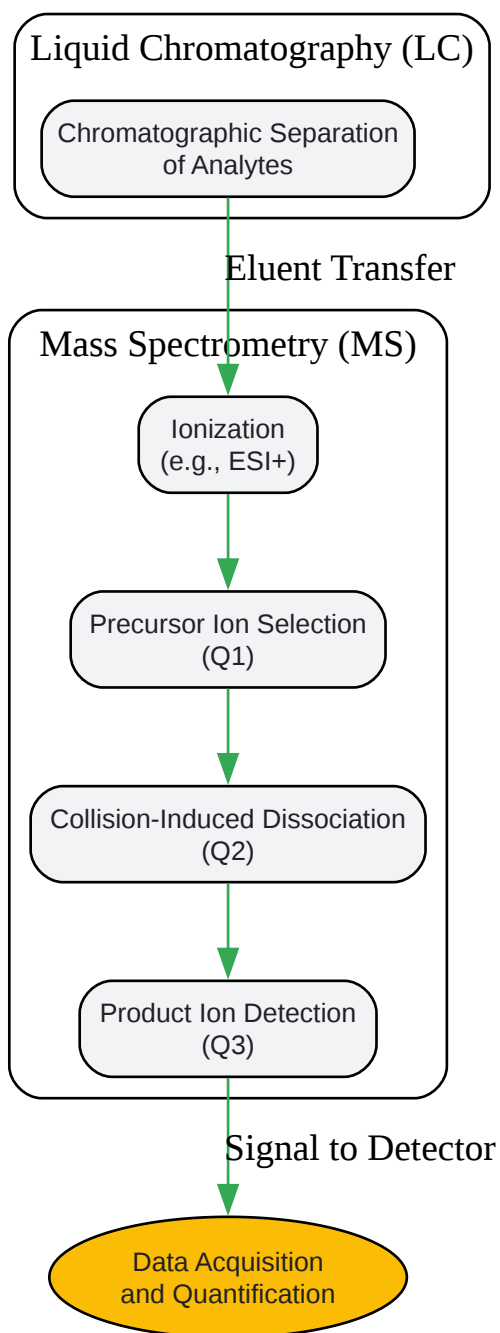 Liquid Chromatography (LC)
Chromatographic Separation
of Analytes
Eluent Transfer
Mass Spectrometry (MS)
Ionization
(e.g., ESI+)
Precursor Ion Selection
(Q1)
Collision-Induced Dissociation
(Q2)
Product Ion Detection
(Q3)
Signal to Detector
Data Acquisition
and Quantification